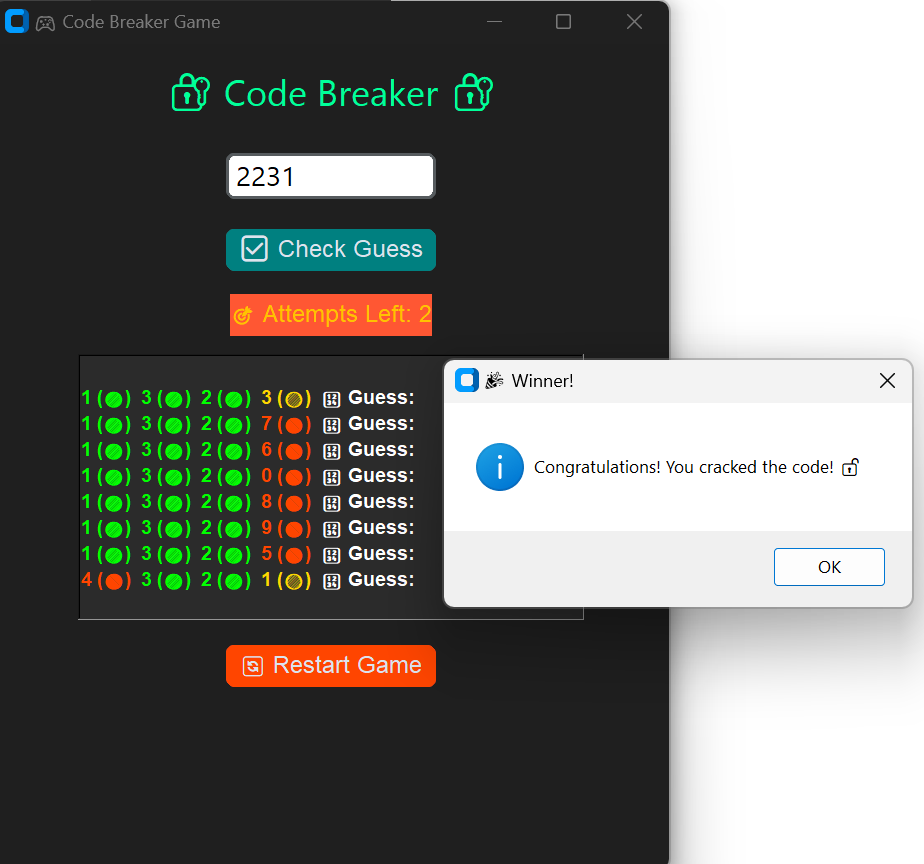 🎮 Code Breaker Game
🔐 Code Breaker 🔐
2231
✅ Check Guess
🎯 Attempts Left: 2
1 (🟢) 3 (🟢) 2 (🟢) 3 (🟡) 🔢 Guess:
1 (🟢) 3 (🟢) 2 (🟢) 7 (🔴) 🔢 Guess:
1 (🟢) 3 (🟢) 2 (🟢) 6 (🔴) 🔢 Guess:
1 (🟢) 3 (🟢) 2 (🟢) 0 (🔴) 🔢 Guess:
1 (🟢) 3 (🟢) 2 (🟢) 8 (🔴) 🔢 Guess:
1 (🟢) 3 (🟢) 2 (🟢) 9 (🔴) 🔢 Guess:
1 (🟢) 3 (🟢) 2 (🟢) 5 (🔴) 🔢 Guess:
4 (🔴) 3 (🟢) 2 (🟢) 1 (🟡) 🔢 Guess:
🔄 Restart Game
🎉 Winner!
Congratulations! You cracked the code! 🔓
OK